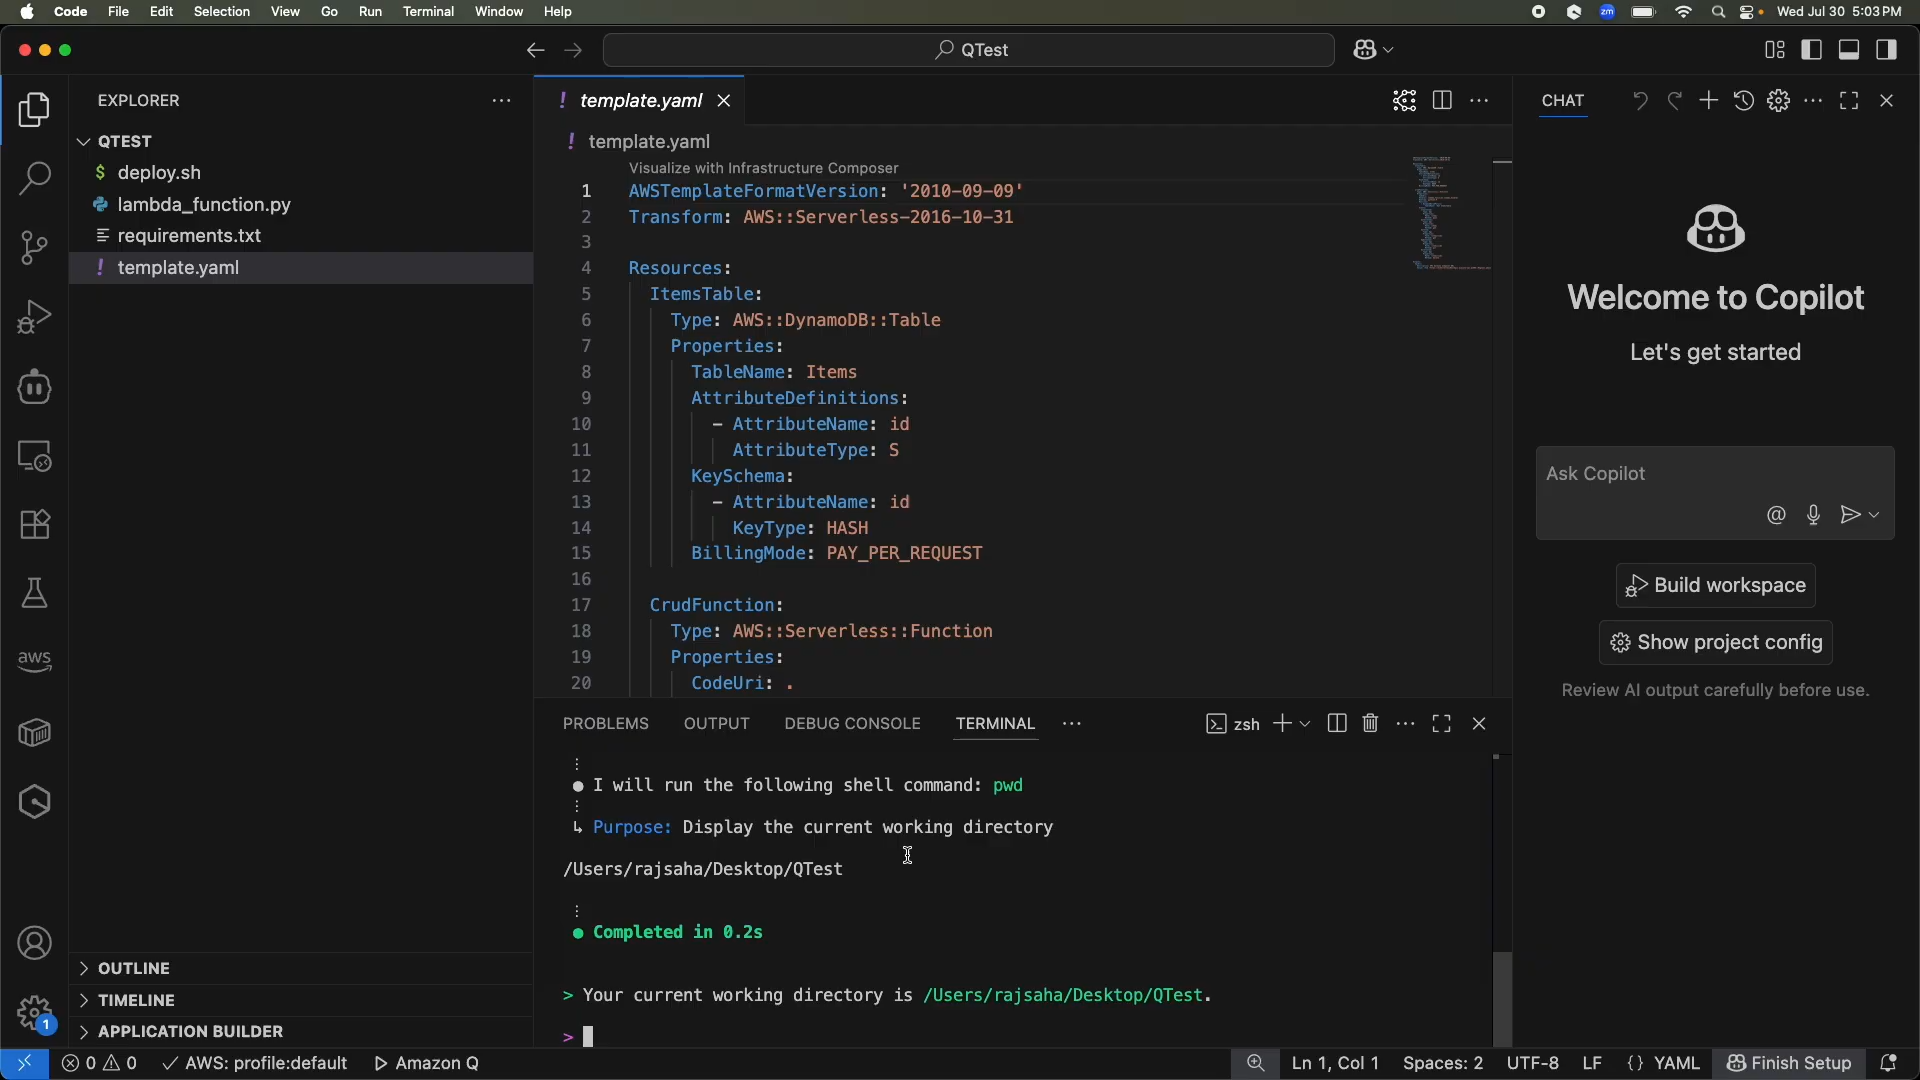 Code File Edit Selection View Go Run Terminal Window Help
zm Wed Jul 30 5:03 PM
QTest
EXPLORER
QTEST
$ deploy.sh
lambda_function.py
requirements.txt
! template.yaml
aws
1
OUTLINE
TIMELINE
APPLICATION BUILDER
! template.yaml
! template.yaml
Visualize with Infrastructure Composer
1 AWSTemplateFormatVersion: '2010-09-09'
2 Transform: AWS::Serverless-2016-10-31
3
4 Resources:
5 ItemsTable:
6 Type: AWS::DynamoDB::Table
7 Properties:
8 TableName: Items
9 AttributeDefinitions:
10 - AttributeName: id
11 AttributeType: S
12 KeySchema:
13 - AttributeName: id
14 KeyType: HASH
15 BillingMode: PAY_PER_REQUEST
16
17 CrudFunction:
18 Type: AWS::Serverless::Function
19 Properties:
20 CodeUri: .
PROBLEMS OUTPUT DEBUG CONSOLE TERMINAL
zsh
● I will run the following shell command: pwd
↳ Purpose: Display the current working directory
/Users/rajsaha/Desktop/QTest
● Completed in 0.2s
> Your current working directory is /Users/rajsaha/Desktop/QTest.
>
CHAT
Welcome to Copilot
Let's get started
Ask Copilot
@
Build workspace
Show project config
Review AI output carefully before use.
0 0 AWS: profile:default Amazon Q
Ln 1, Col 1 Spaces: 2 UTF-8 LF {} YAML Finish Setup